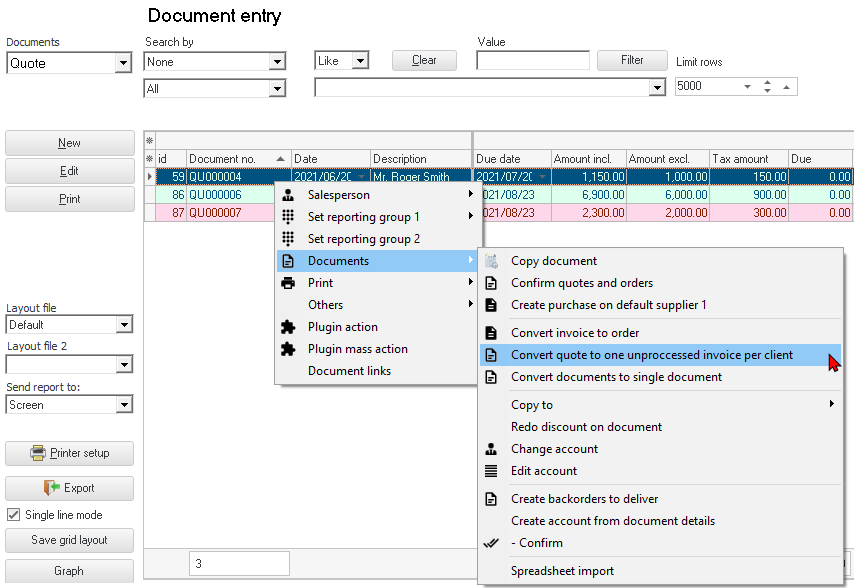 Document entry
Documents
Search by
Value
Quote
None
Like
Clear
Filter
Limit rows
All
5000
New
Edit
Print
id Document no. Date Description Due date Amount incl. Amount excl. Tax amount Due
59 QU000004 2021/06/20 Mr. Roger Smith 2021/07/20 1,150.00 1,000.00 150.00 0.00
86 QU000006 2021/08/23 6,900.00 6,000.00 900.00 0.00
87 QU000007 2021/08/23 2,300.00 2,000.00 300.00 0.00
Salesperson
Set reporting group 1
Set reporting group 2
Documents
Print
Others
Plugin action
Plugin mass action
Document links
Copy document
Confirm quotes and orders
Create purchase on default supplier 1
Convert invoice to order
Convert quote to one unproccessed invoice per client
Convert documents to single document
Copy to
Redo discount on document
Change account
Edit account
Create backorders to deliver
Create account from document details
- Confirm
Spreadsheet import
Layout file
Default
Layout file 2
Send report to:
Screen
Printer setup
Export
Single line mode
Save grid layout
Graph
3